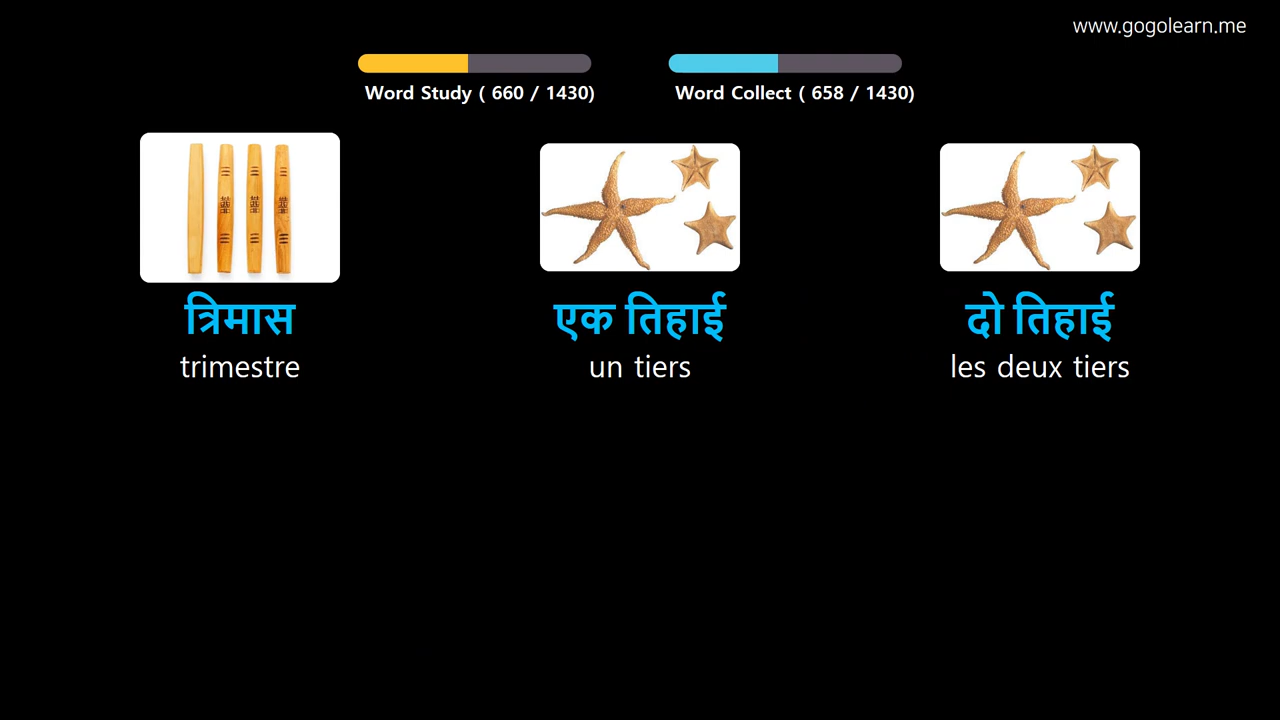 www.gogolearn.me
Word Study ( 660 / 1430)
Word Collect ( 658 / 1430)
त्रिमास
trimestre
एक तिहाई
un tiers
दो तिहाई
les deux tiers